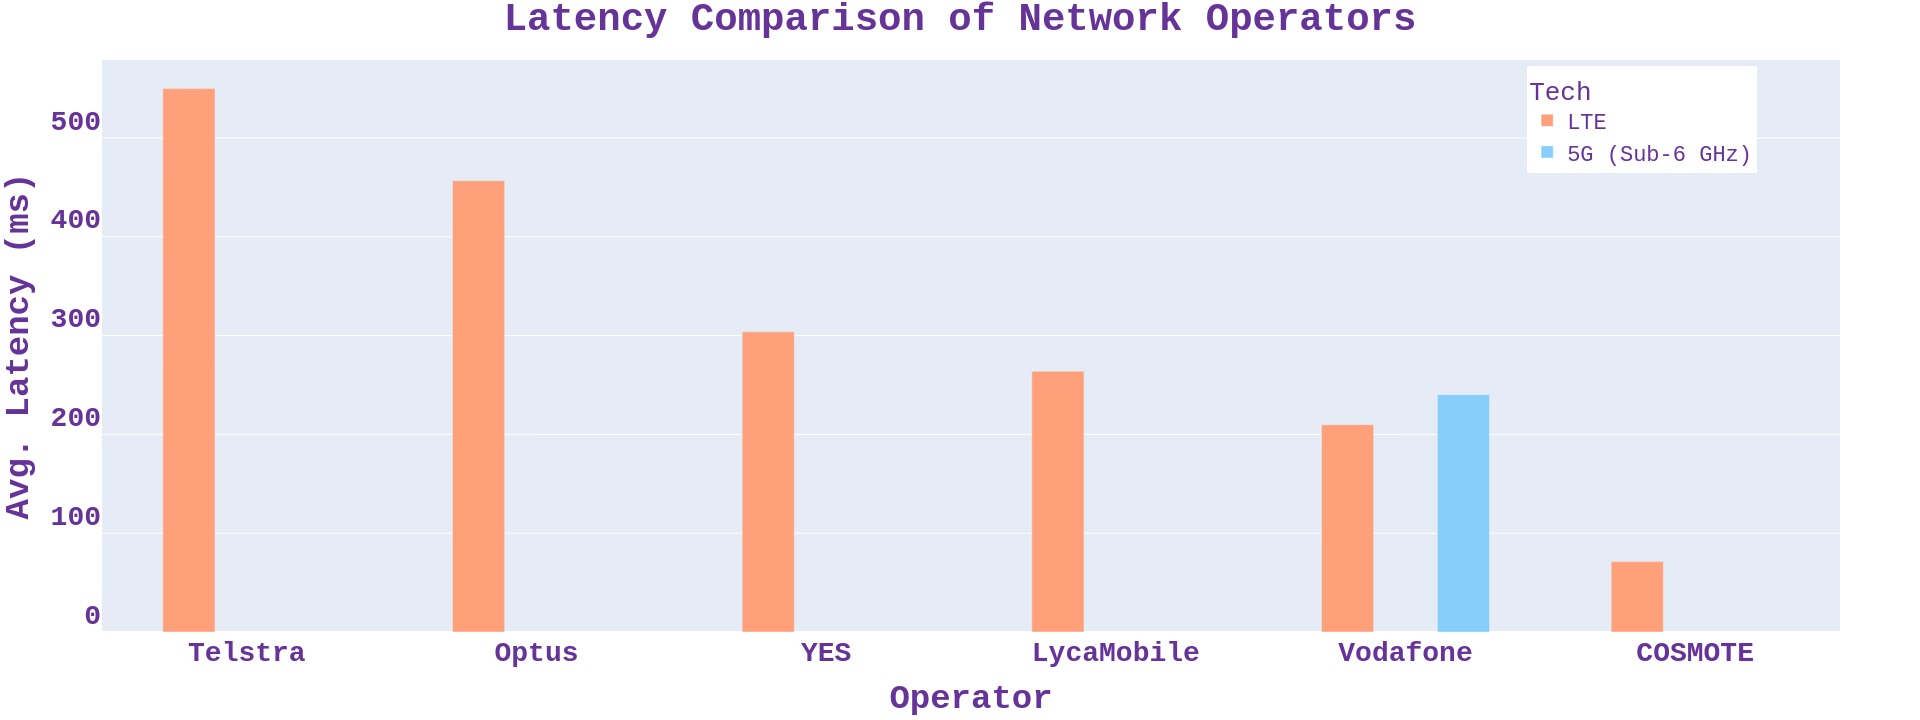 Latency Comparison of Network Operators
Tech
LTE
5G (Sub-6 GHz)
Avg. Latency (ms)
500
400
300
200
100
0
Telstra
Optus
YES
LycaMobile
Vodafone
COSMOTE
Operator